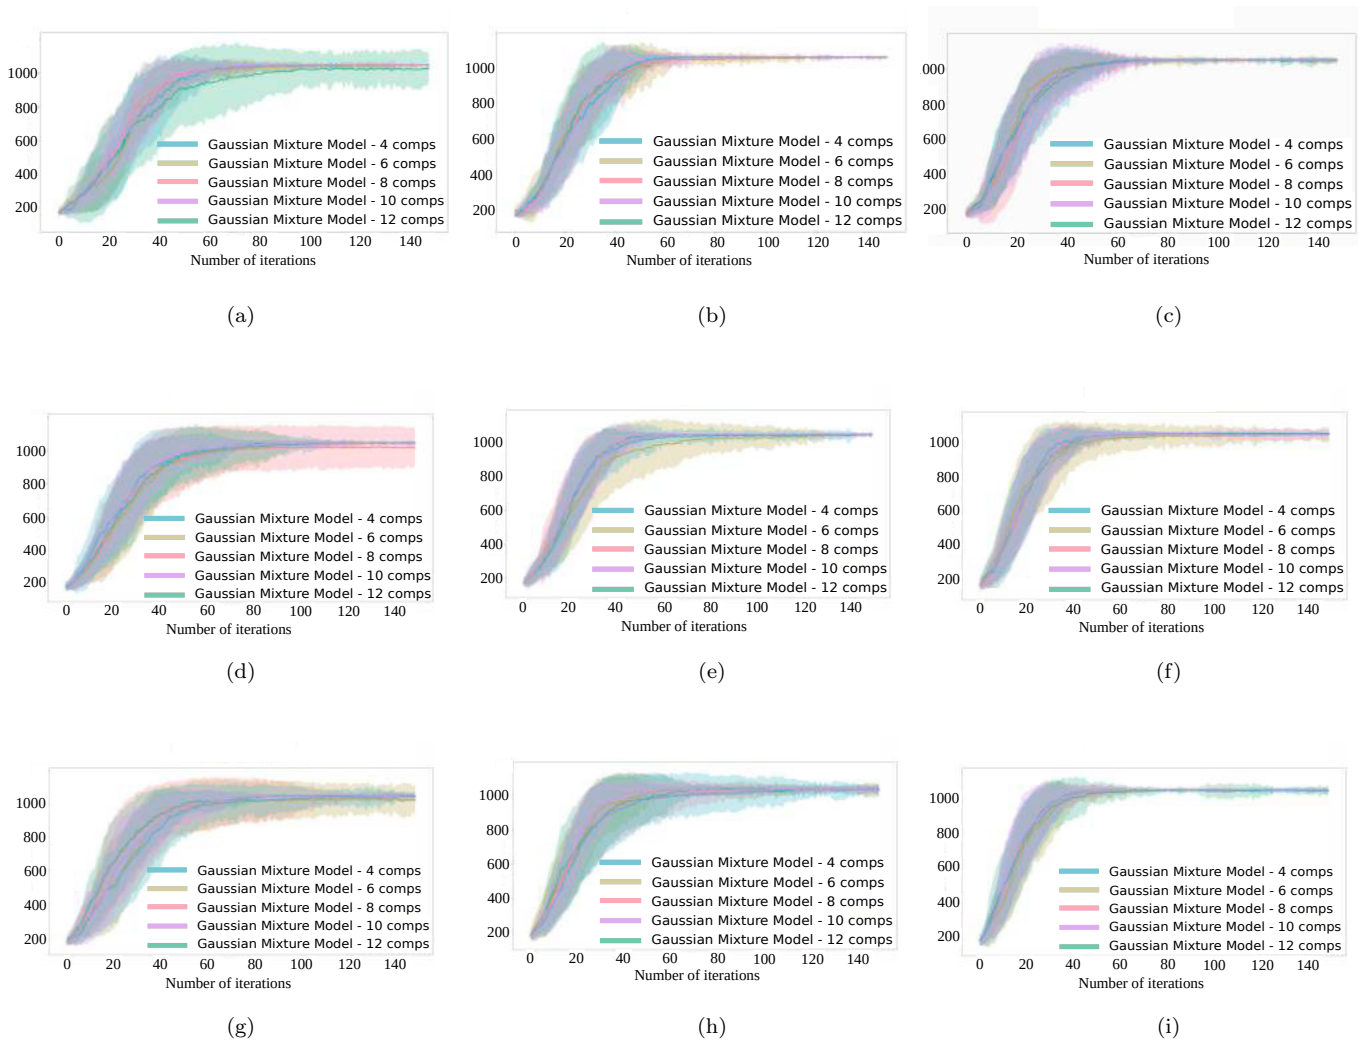 1000
800
600
400
200
Gaussian Mixture Model - 4 comps
Gaussian Mixture Model - 6 comps
Gaussian Mixture Model - 8 comps
Gaussian Mixture Model - 10 comps
Gaussian Mixture Model - 12 comps
0 20 40 60 80 100 120 140
Number of iterations
(a)
1000
800
600
400
200
Gaussian Mixture Model - 4 comps
Gaussian Mixture Model - 6 comps
Gaussian Mixture Model - 8 comps
Gaussian Mixture Model - 10 comps
Gaussian Mixture Model - 12 comps
0 20 40 60 80 100 120 140
Number of iterations
(b)
000
800
600
400
200
Gaussian Mixture Model - 4 comps
Gaussian Mixture Model - 6 comps
Gaussian Mixture Model - 8 comps
Gaussian Mixture Model - 10 comps
Gaussian Mixture Model - 12 comps
0 20 40 60 80 100 120 140
Number of iterations
(c)
1000
800
600
400
200
Gaussian Mixture Model - 4 comps
Gaussian Mixture Model - 6 comps
Gaussian Mixture Model - 8 comps
Gaussian Mixture Model - 10 comps
Gaussian Mixture Model - 12 comps
0 20 40 60 80 100 120 140
Number of iterations
(d)
1000
800
600
400
200
Gaussian Mixture Model - 4 comps
Gaussian Mixture Model - 6 comps
Gaussian Mixture Model - 8 comps
Gaussian Mixture Model - 10 comps
Gaussian Mixture Model - 12 comps
0 20 40 60 80 100 120 140
Number of iterations
(e)
1000
800
600
400
200
Gaussian Mixture Model - 4 comps
Gaussian Mixture Model - 6 comps
Gaussian Mixture Model - 8 comps
Gaussian Mixture Model - 10 comps
Gaussian Mixture Model - 12 comps
0 20 40 60 80 100 120 140
Number of iterations
(f)
1000
800
600
400
200
Gaussian Mixture Model - 4 comps
Gaussian Mixture Model - 6 comps
Gaussian Mixture Model - 8 comps
Gaussian Mixture Model - 10 comps
Gaussian Mixture Model - 12 comps
0 20 40 60 80 100 120 140
Number of iterations
(g)
1000
800
600
400
200
Gaussian Mixture Model - 4 comps
Gaussian Mixture Model - 6 comps
Gaussian Mixture Model - 8 comps
Gaussian Mixture Model - 10 comps
Gaussian Mixture Model - 12 comps
0 20 40 60 80 100 120 140
Number of iterations
(h)
1000
800
600
400
200
Gaussian Mixture Model - 4 comps
Gaussian Mixture Model - 6 comps
Gaussian Mixture Model - 8 comps
Gaussian Mixture Model - 10 comps
Gaussian Mixture Model - 12 comps
0 20 40 60 80 100 120 140
Number of iterations
(i)